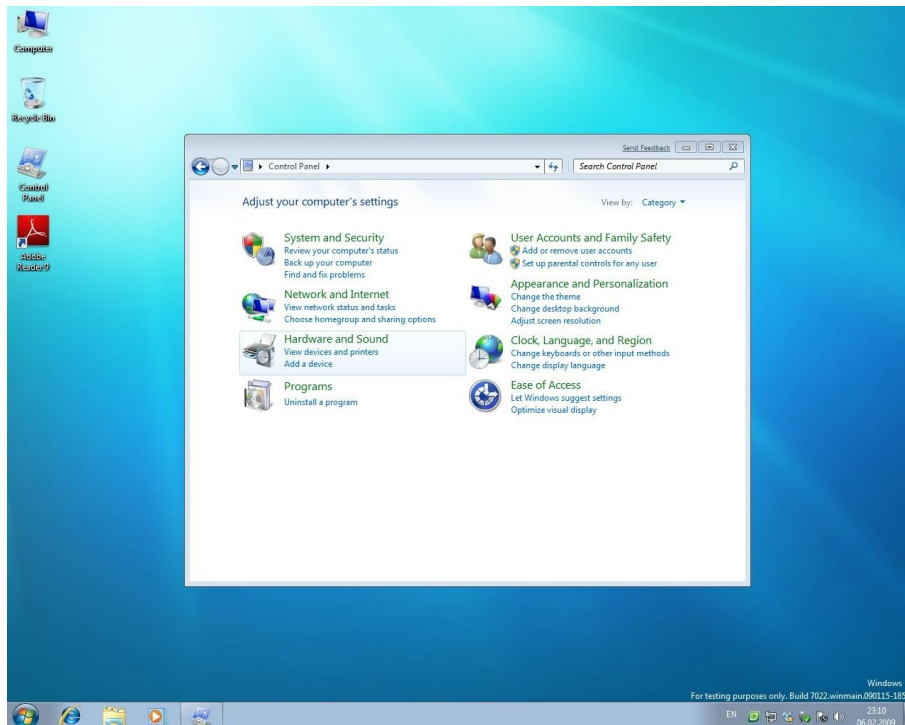 Computer
Recycle Bin
Control
Panel
Adobe
Reader 9
Send Feedback
Control Panel
Search Control Panel
Adjust your computer's settings
View by: Category
System and Security
Review your computer's status
Back up your computer
Find and fix problems
Network and Internet
View network status and tasks
Choose homegroup and sharing options
Hardware and Sound
View devices and printers
Add a device
Programs
Uninstall a program
User Accounts and Family Safety
Add or remove user accounts
Set up parental controls for any user
Appearance and Personalization
Change the theme
Change desktop background
Adjust screen resolution
Clock, Language, and Region
Change keyboards or other input methods
Change display language
Ease of Access
Let Windows suggest settings
Optimize visual display
Windows
For testing purposes only. Build 7022.winmain.090115-185
EN
23:10
06.02.2009